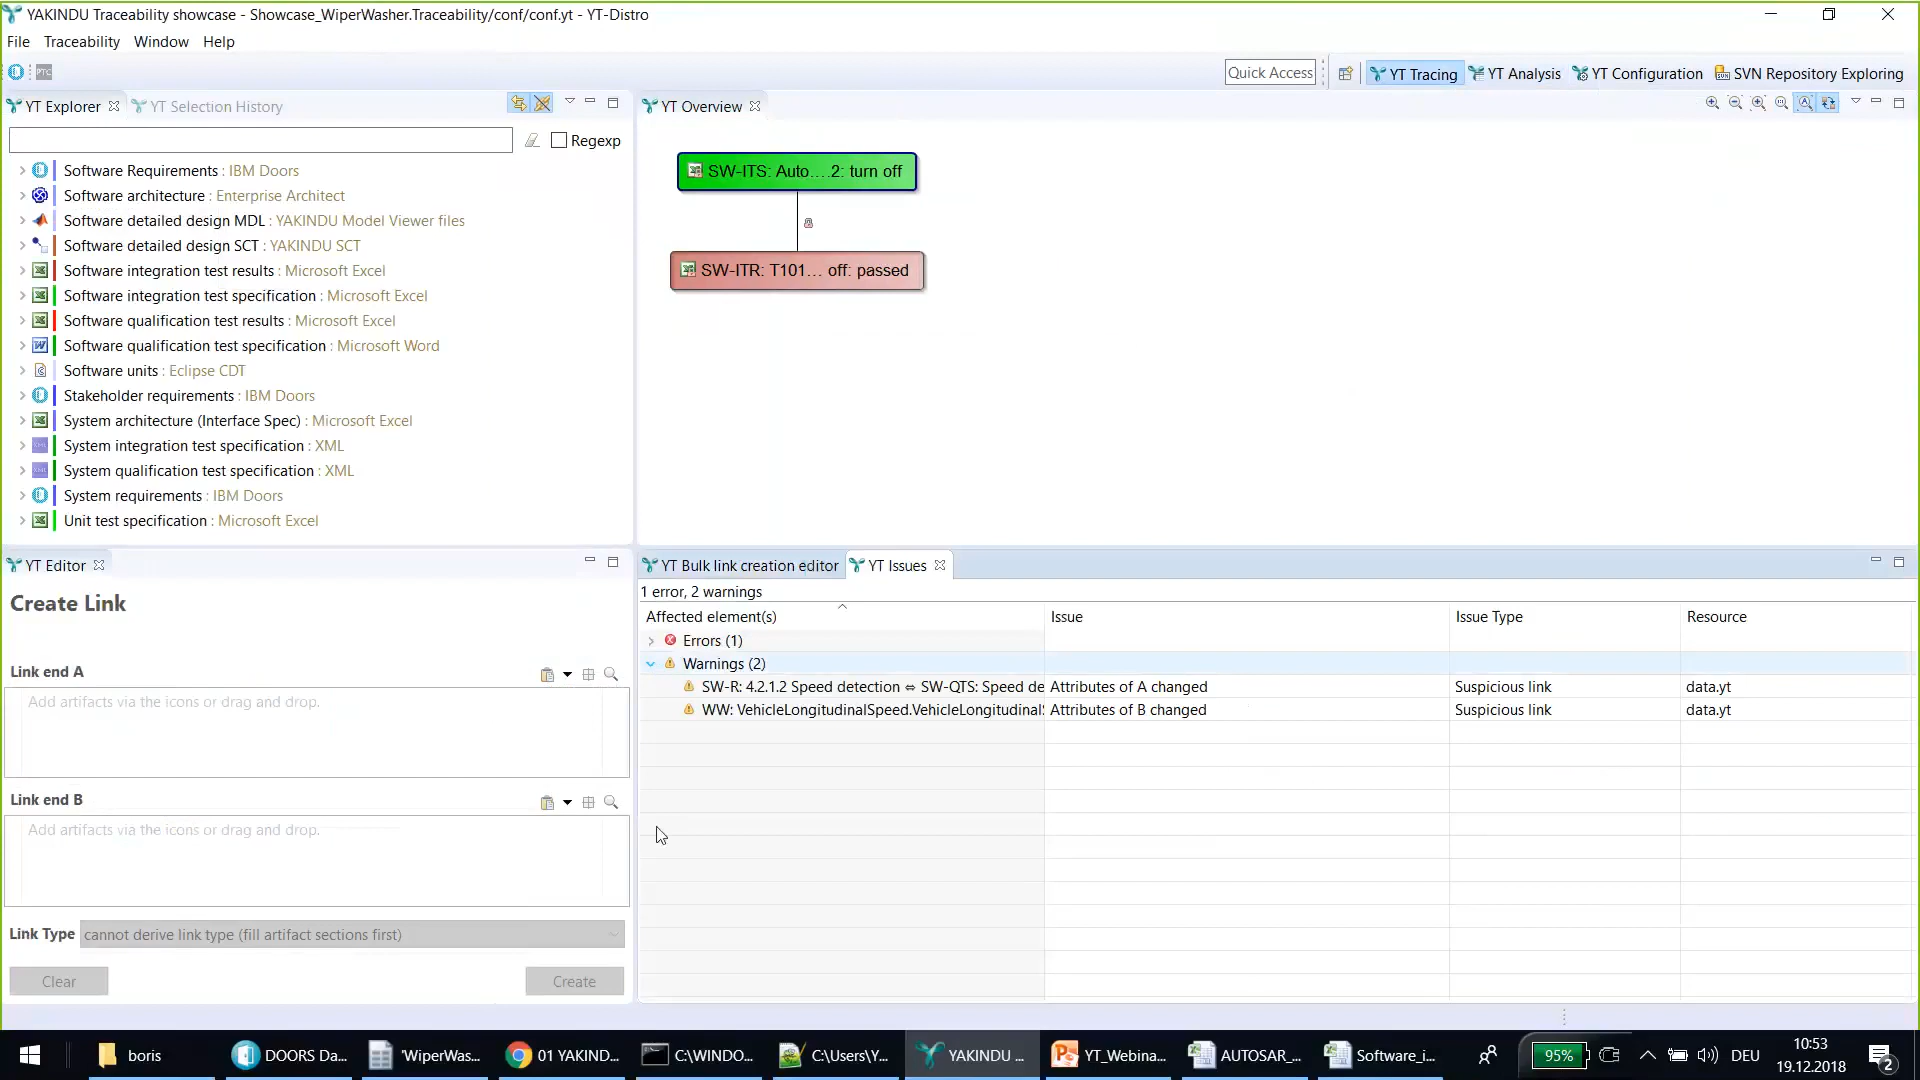 YAKINDU Traceability showcase - Showcase_WiperWasher.Traceability/conf/conf.yt - YT-Distro
File Traceability Window Help
PTC
Quick Access
YT Tracing YT Analysis YT Configuration SVN Repository Exploring
YT Explorer YT Selection History
Regexp
Software Requirements : IBM Doors
Software architecture : Enterprise Architect
Software detailed design MDL : YAKINDU Model Viewer files
Software detailed design SCT : YAKINDU SCT
Software integration test results : Microsoft Excel
Software integration test specification : Microsoft Excel
Software qualification test results : Microsoft Excel
Software qualification test specification : Microsoft Word
Software units : Eclipse CDT
Stakeholder requirements : IBM Doors
System architecture (Interface Spec) : Microsoft Excel
System integration test specification : XML
System qualification test specification : XML
System requirements : IBM Doors
Unit test specification : Microsoft Excel
YT Overview
SW-ITS: Auto....2: turn off
SW-ITR: T101... off: passed
YT Editor
Create Link
Link end A
Add artifacts via the icons or drag and drop.
Link end B
Add artifacts via the icons or drag and drop.
Link Type cannot derive link type (fill artifact sections first)
Clear Create
YT Bulk link creation editor YT Issues
1 error, 2 warnings
Affected element(s) Issue Issue Type Resource
Errors (1)
Warnings (2)
SW-R: 4.2.1.2 Speed detection ⇔ SW-QTS: Speed de Attributes of A changed Suspicious link data.yt
WW: VehicleLongitudinalSpeed.VehicleLongitudinal Attributes of B changed Suspicious link data.yt
boris
DOORS Da...
'WiperWas...
01 YAKIND...
C:\WINDO...
C:\Users\Y...
YAKINDU ...
YT_Webina...
AUTOSAR_...
Software_i...
95%
DEU
10:53
19.12.2018
2